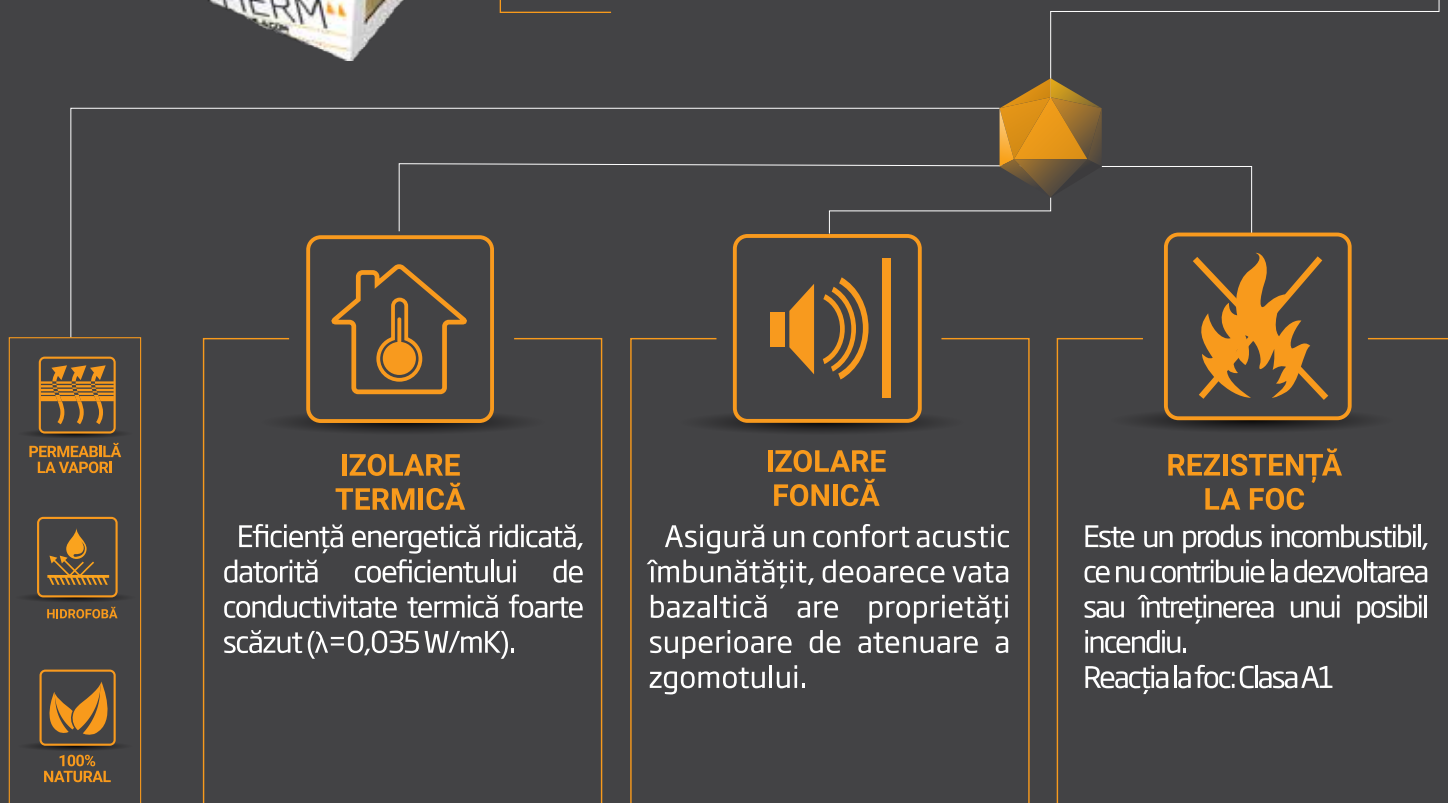 THERM
PERMEABILĂ
LA VAPORI
HIDROFOBĂ
100%
NATURAL
IZOLARE
TERMICĂ
Eficiență energetică ridicată,
datorită coeficientului de
conductivitate termică foarte
scăzut (λ=0,035 W/mK).
IZOLARE
FONICĂ
Asigură un confort acustic
îmbunătățit, deoarece vata
bazaltică are proprietăți
superioare de atenuare a
zgomotului.
REZISTENȚĂ
LA FOC
Este un produs incombustibil,
ce nu contribuie la dezvoltarea
sau întreținerea unui posibil
incendiu.
Reacția la foc: Clasa A1